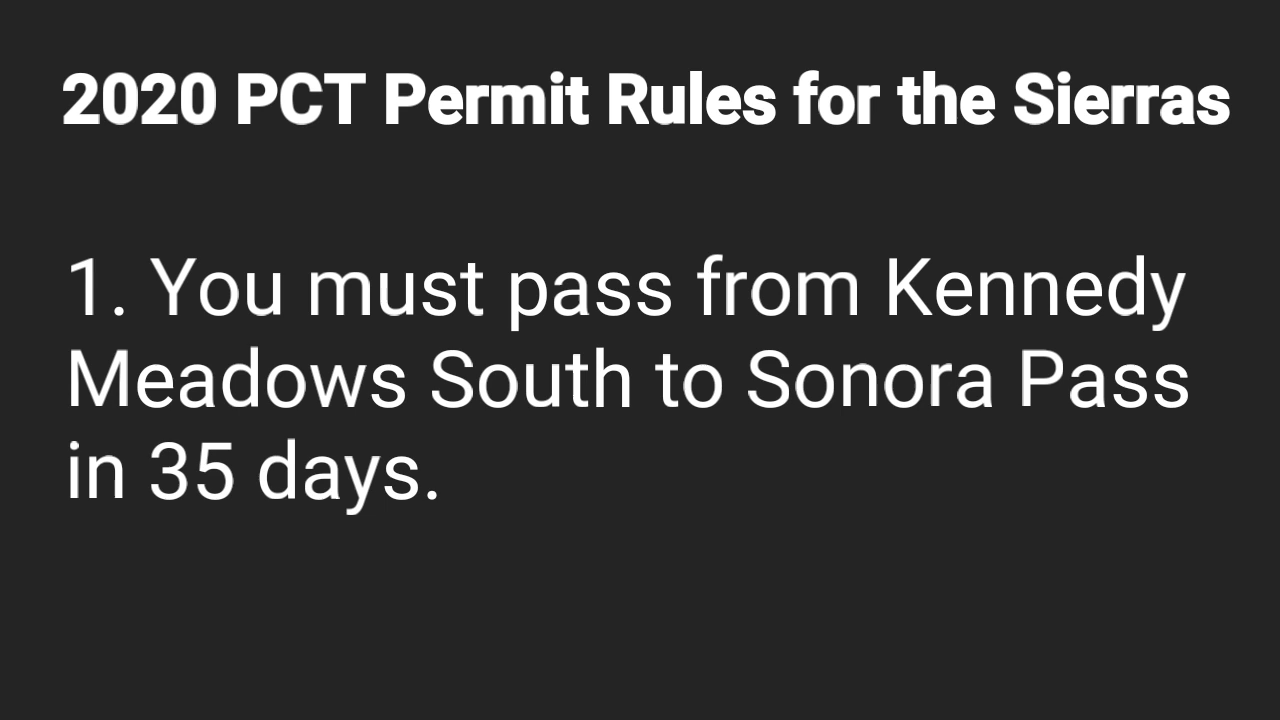 2020 PCT Permit Rules for the Sierras
1. You must pass from Kennedy
Meadows South to Sonora Pass
in 35 days.